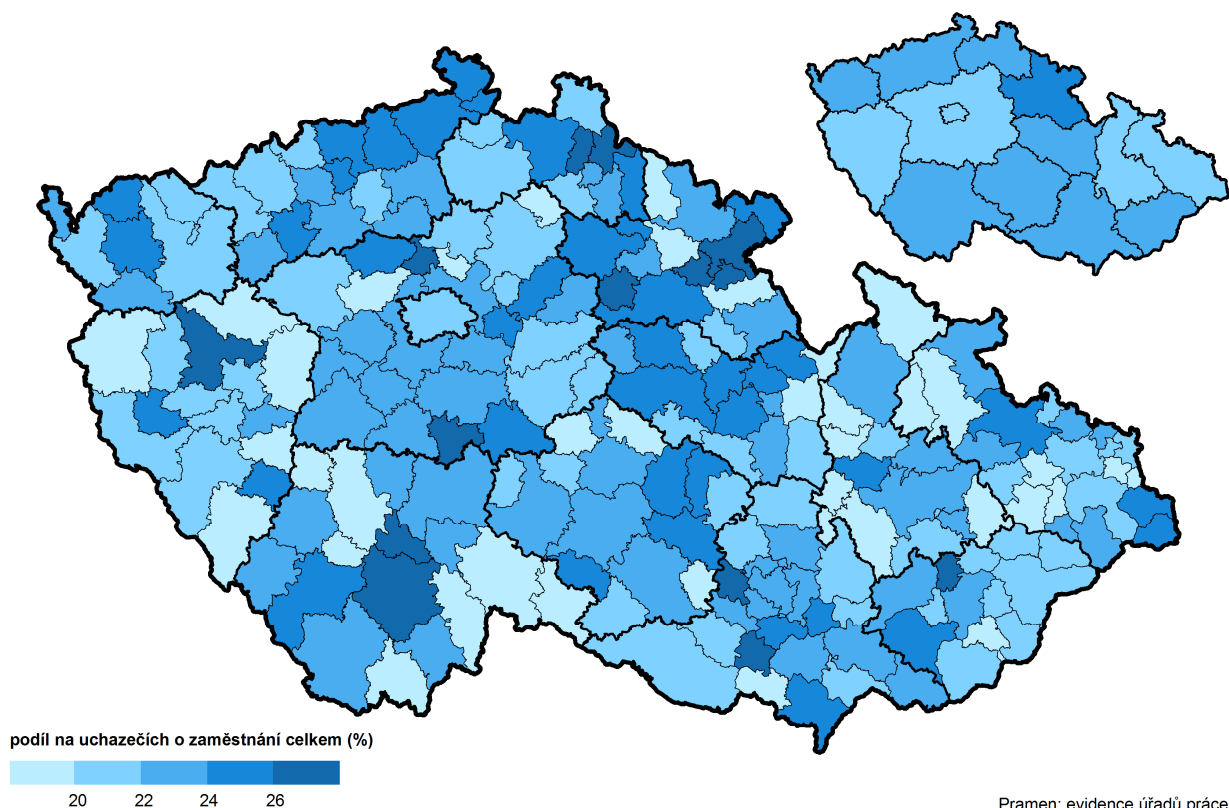 podíl na uchazečích o zaměstnání celkem (%)
20 22 24 26
Pramen: evidence úřadů práce